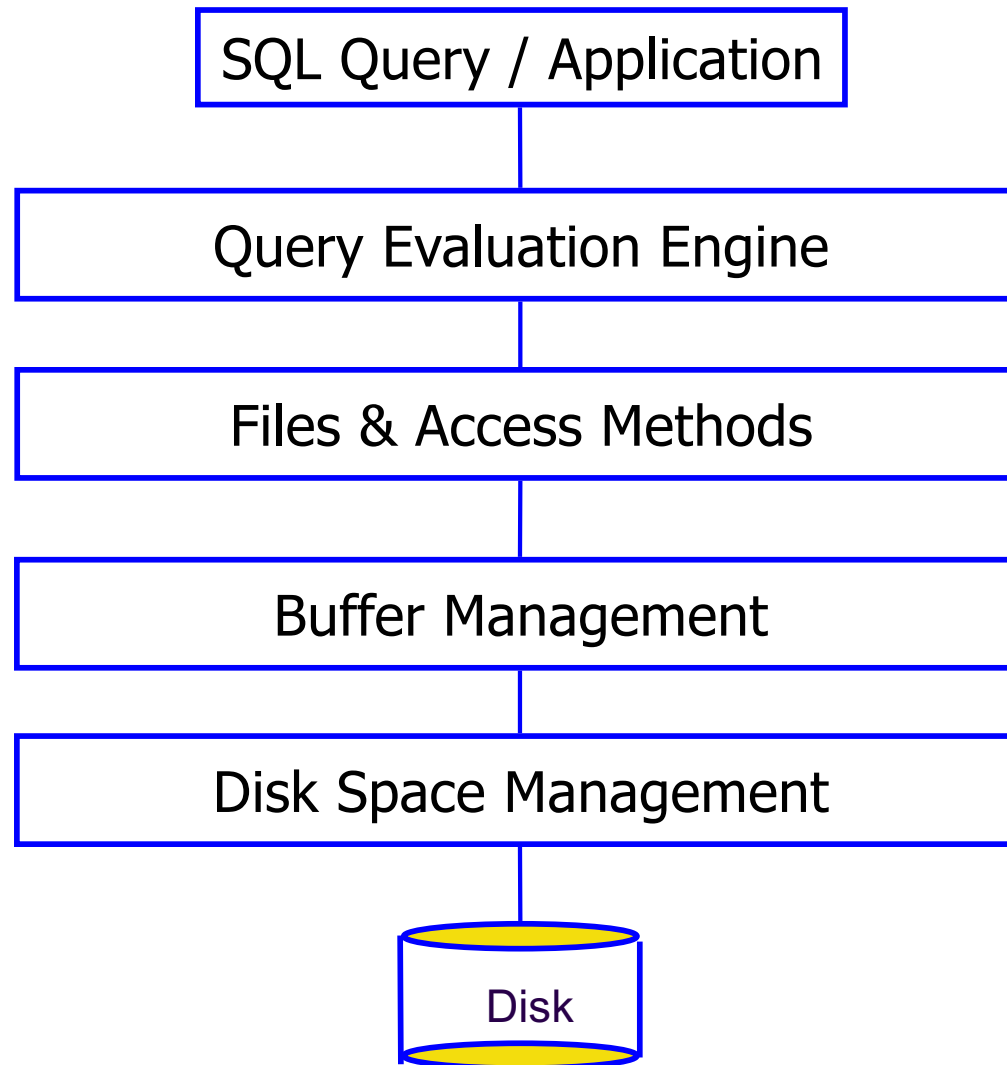 SQL Query / Application
Query Evaluation Engine
Files & Access Methods
Buffer Management
Disk Space Management
Disk